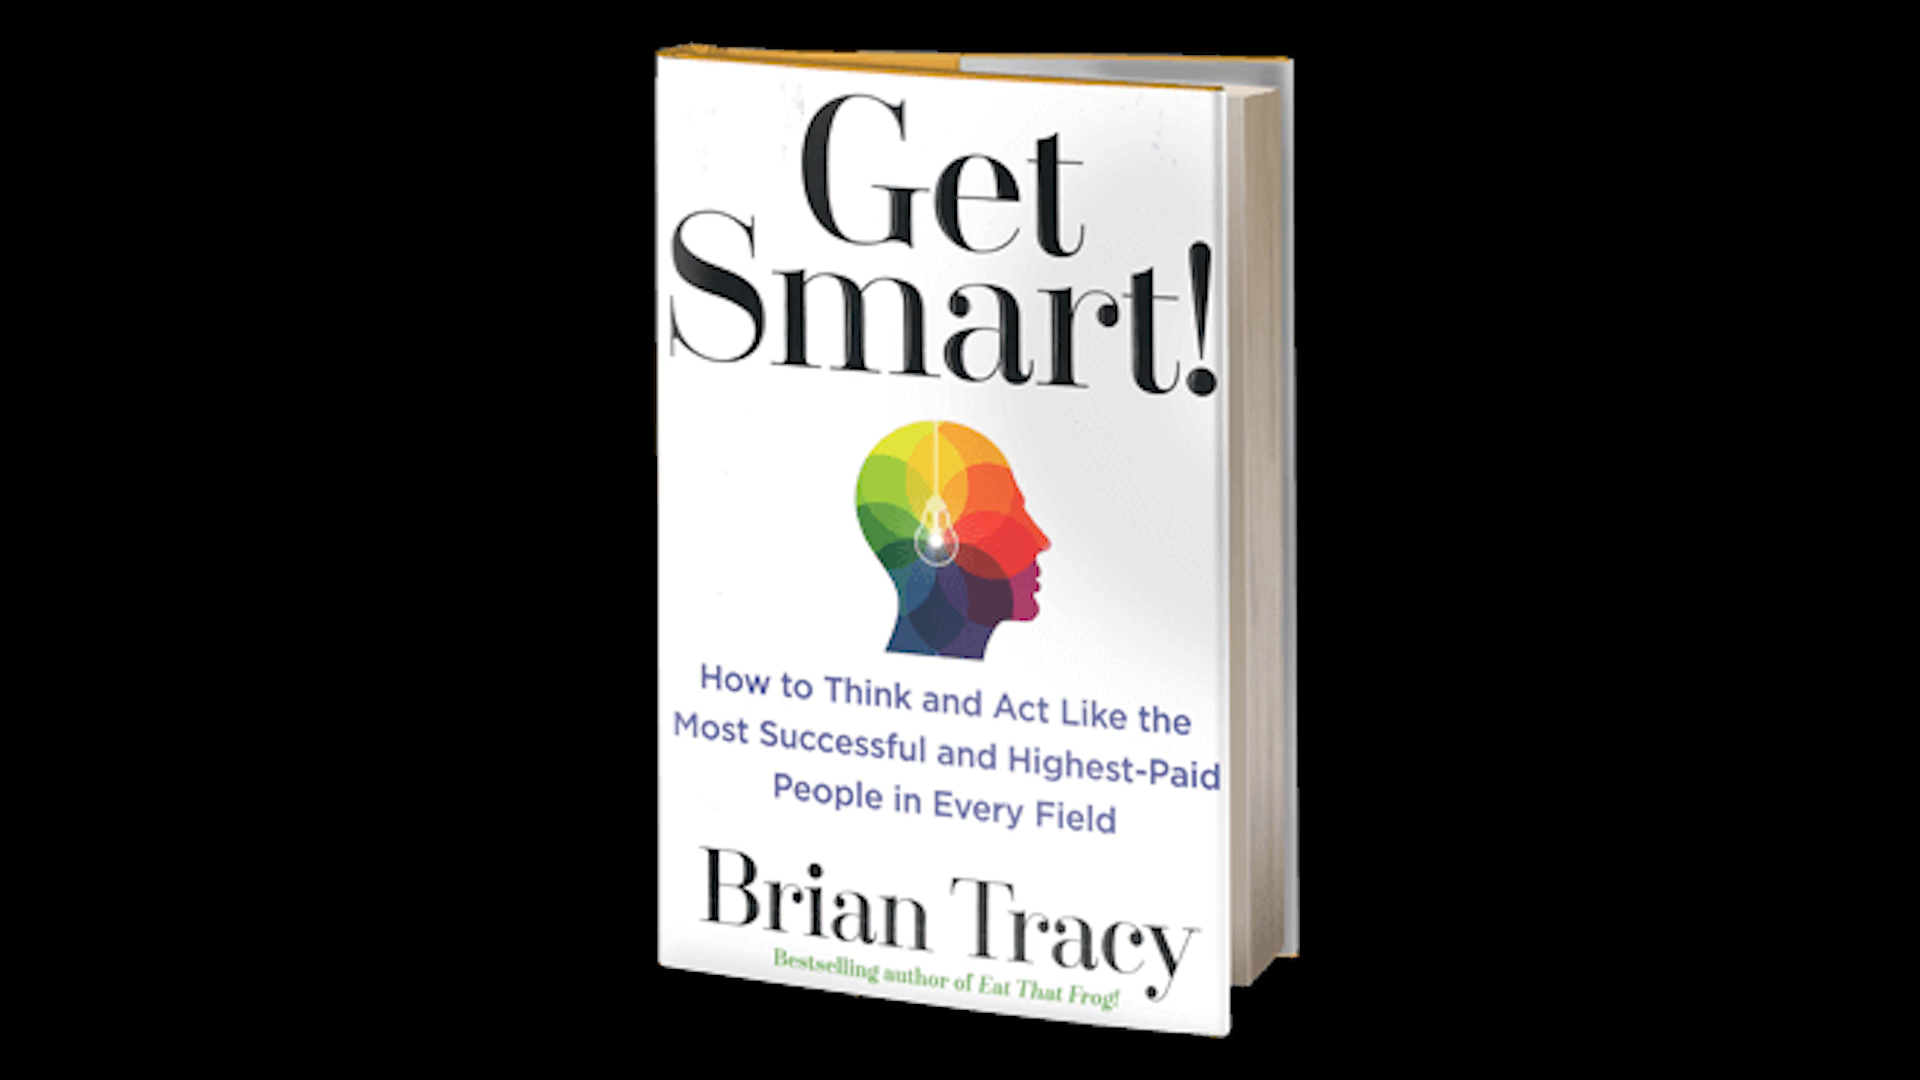 Get
Smart!
How to Think and Act Like the
Most Successful and Highest-Paid
People in Every Field
Brian Tracy
Bestselling author of Eat That Frog!